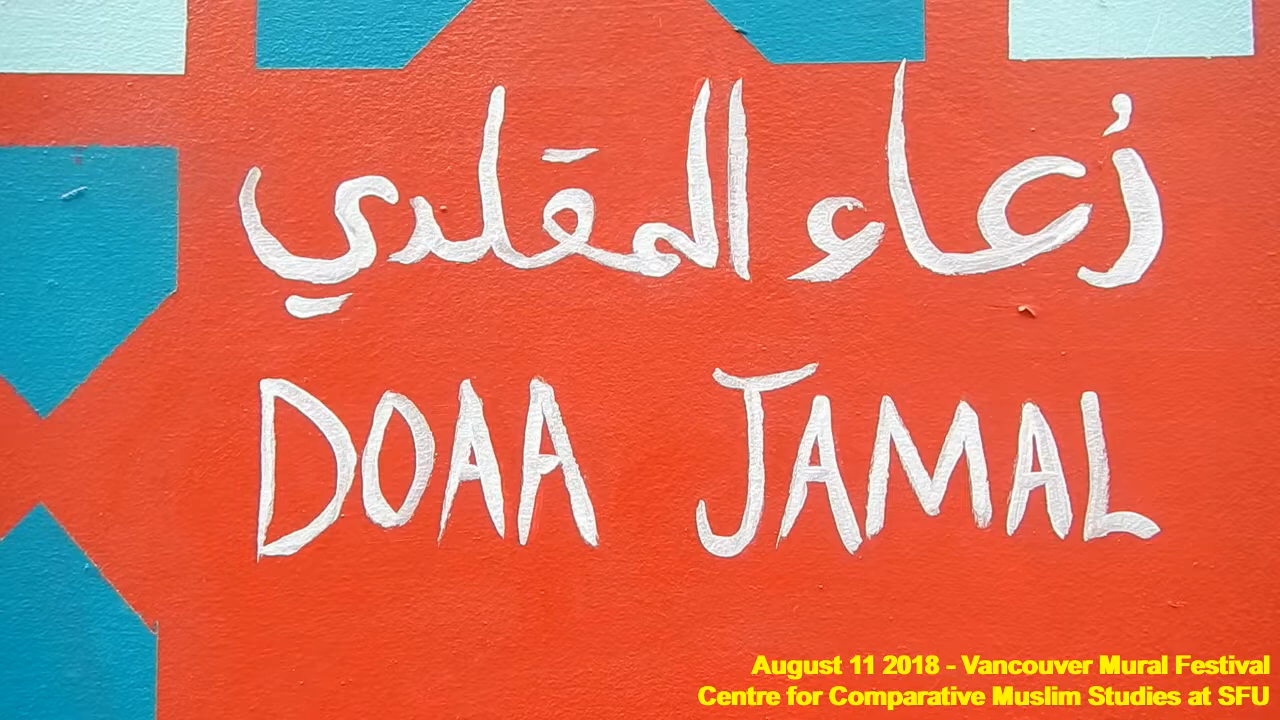 دُعاء المقلدي
DOAA JAMAL
August 11 2018 - Vancouver Mural Festival
Centre for Comparative Muslim Studies at SFU